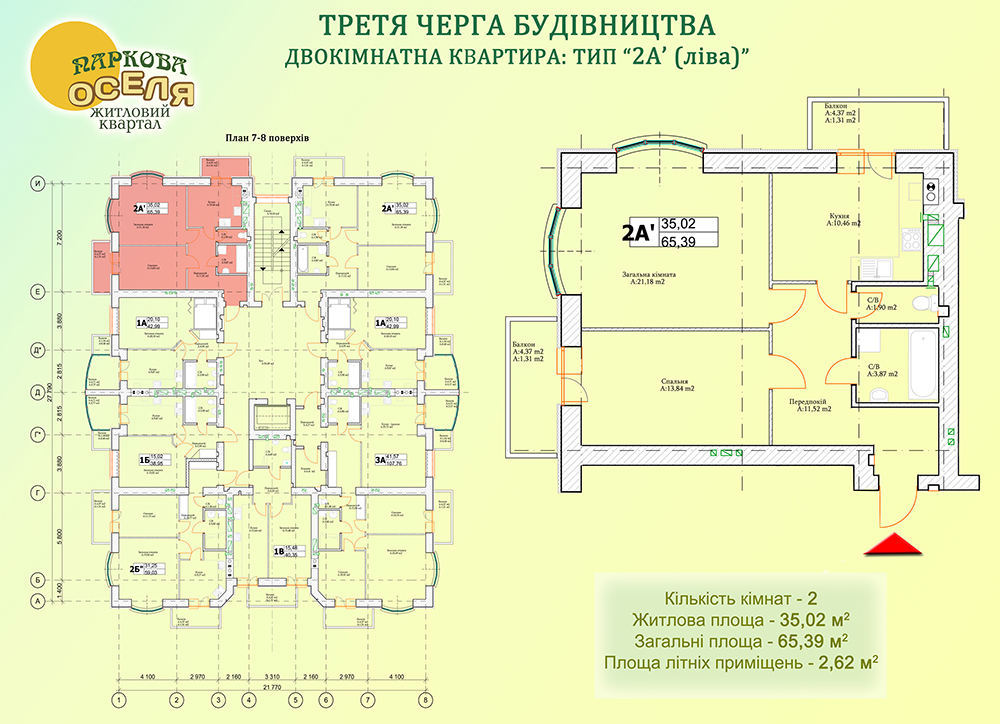 ТРЕТЯ ЧЕРГА БУДІВНИЦТВА
ДВОКІМНАТНА КВАРТИРА: ТИП “2А’ (ліва)”
ПАРКОВА
ОСЕЛЯ
ЖИТЛОВИЙ
КВАРТАЛ
План 7-8 поверхів
И
Е
Д"
Д
Г"
Г
Б
А
7 200
3 880
2 815
2 815
3 880
5 800
1 400
27 790
2А' 35,02
65,39
2А' 35,02
65,39
1А 20,10
42,99
1А 20,10
42,99
1Б 15,02
38,95
3А 41,57
107,76
2Б" 31,25
59,03
1В 15,48
40,35
4 100
2 970
2 160
3 310
2 160
2 970
4 100
21 770
1
2
3
4
5
6
7
8
Балкон
А:4.37 m2
А:1.31 m2
2А' 35,02
65,39
Кухня
А:10.46 m2
Загальна кімната
А:21,18 m2
С/В
А:1.90 m2
Балкон
А:4,37 m2
А:1.31 m2
С/В
А:3.87 m2
Спальня
А:13,84 m2
Передпокій
А:11,52 m2
Кількість кімнат - 2
Житлова площа - 35,02 м²
Загальні площа - 65,39 м²
Площа літніх приміщень - 2,62 м²